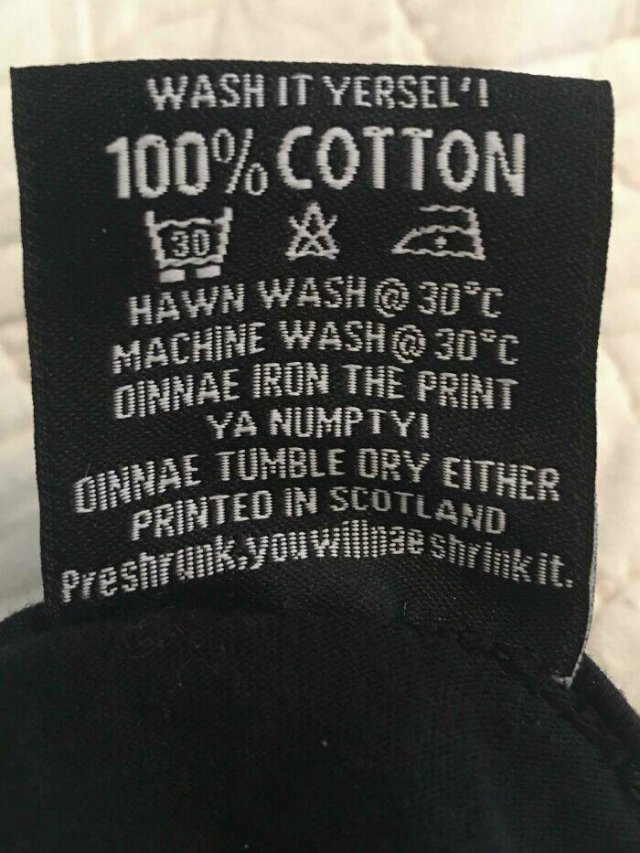 WASH IT YERSEL'!
100% COTTON
30
HAWN WASH @ 30°C
MACHINE WASH @ 30°C
DINNAE IRON THE PRINT
YA NUMPTY!
DINNAE TUMBLE DRY EITHER
PRINTED IN SCOTLAND
Preshrunk, you willnae shrink it.